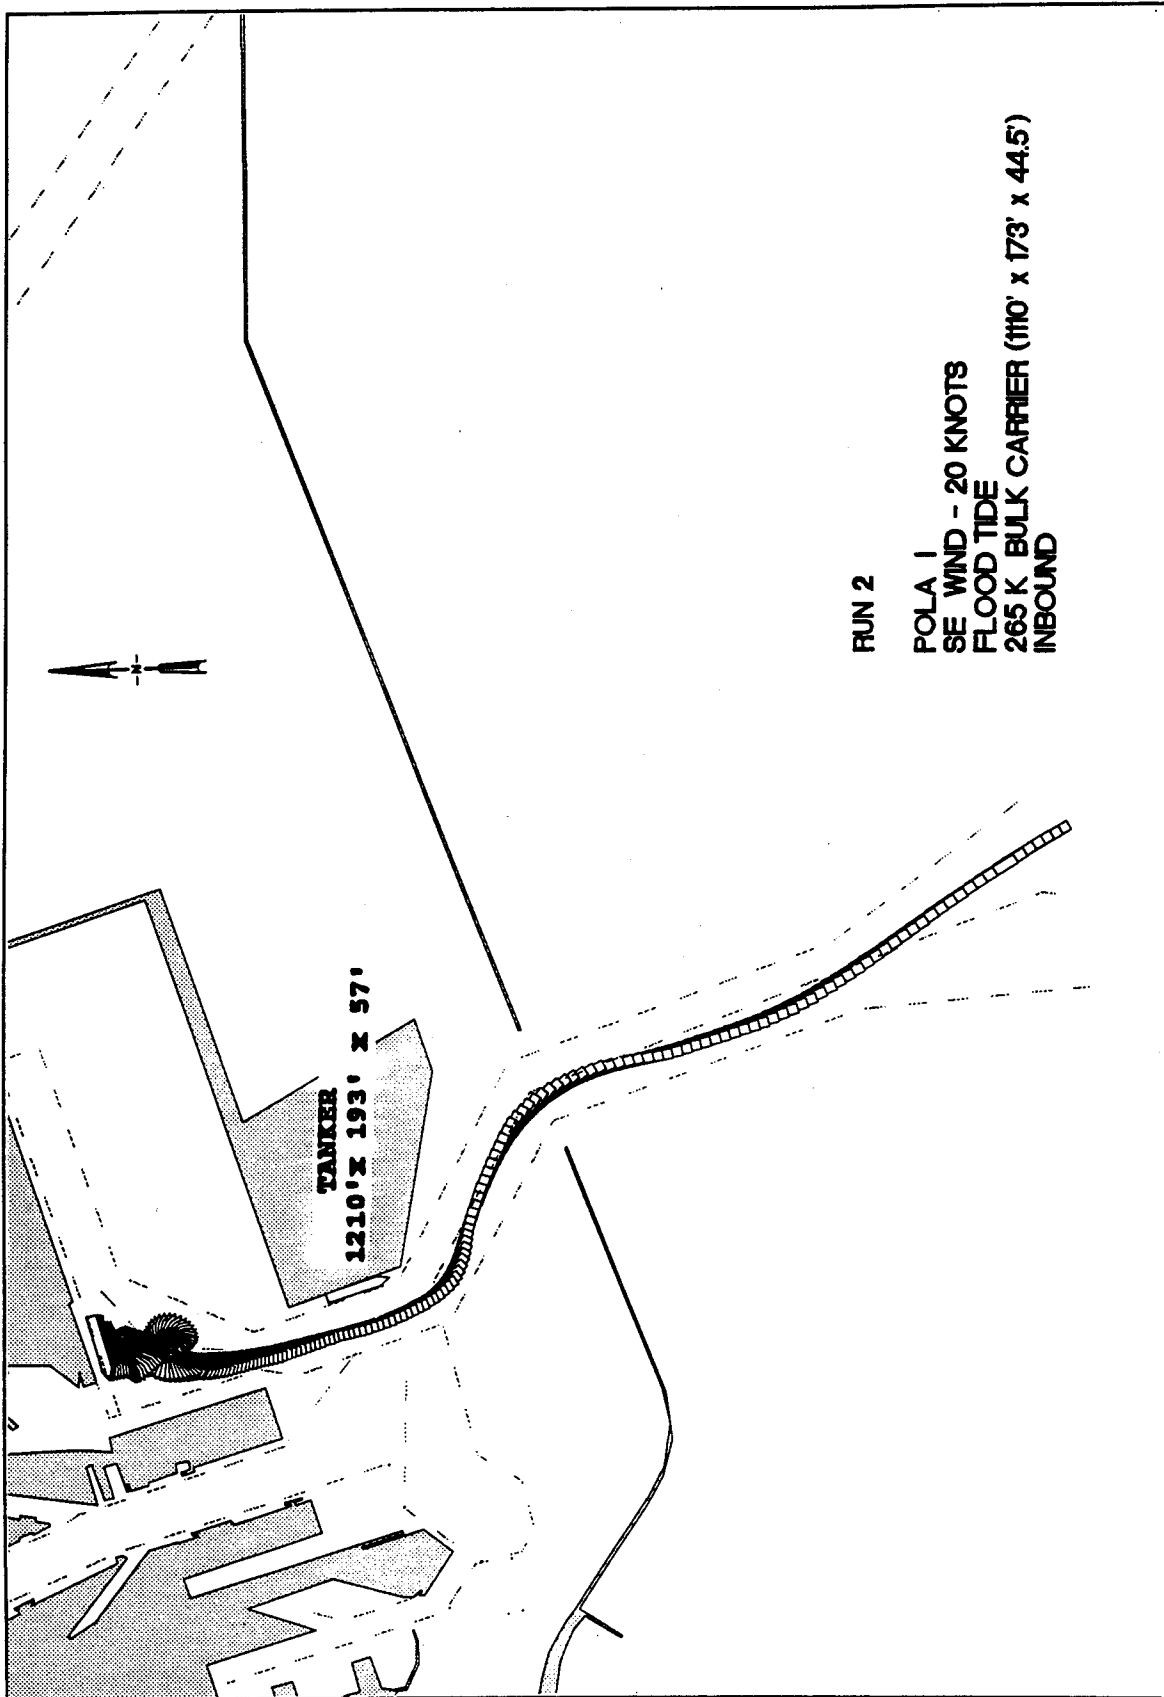 N
TANKER
1210' X 193' X 57'
RUN 2
POLA I
SE WIND - 20 KNOTS
FLOOD TIDE
265 K BULK CARRIER (1110' x 173' x 44.5')
INBOUND